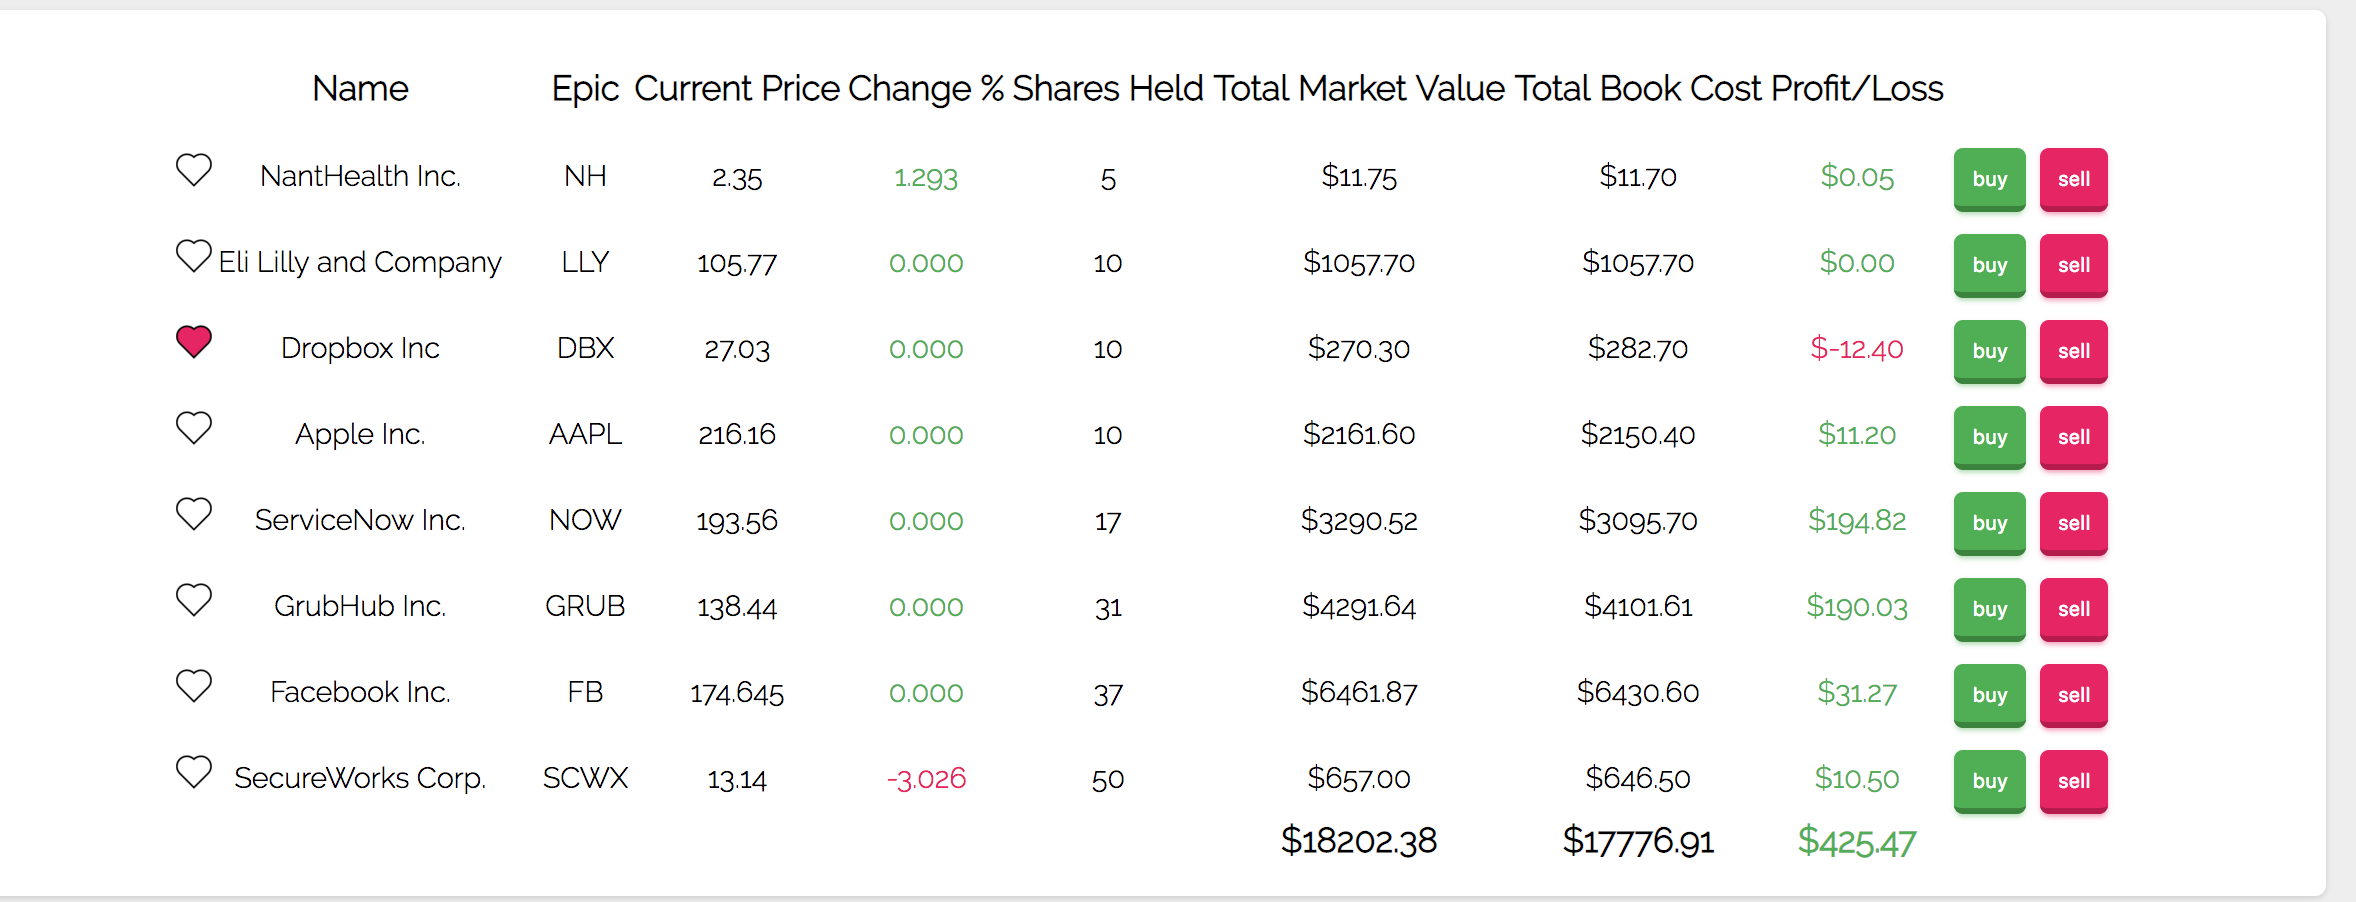 Name Epic Current Price Change % Shares Held Total Market Value Total Book Cost Profit/Loss
NantHealth Inc. NH 2.35 1.293 5 $11.75 $11.70 $0.05 buy sell
Eli Lilly and Company LLY 105.77 0.000 10 $1057.70 $1057.70 $0.00 buy sell
Dropbox Inc DBX 27.03 0.000 10 $270.30 $282.70 $-12.40 buy sell
Apple Inc. AAPL 216.16 0.000 10 $2161.60 $2150.40 $11.20 buy sell
ServiceNow Inc. NOW 193.56 0.000 17 $3290.52 $3095.70 $194.82 buy sell
GrubHub Inc. GRUB 138.44 0.000 31 $4291.64 $4101.61 $190.03 buy sell
Facebook Inc. FB 174.645 0.000 37 $6461.87 $6430.60 $31.27 buy sell
SecureWorks Corp. SCWX 13.14 -3.026 50 $657.00 $646.50 $10.50 buy sell
$18202.38 $17776.91 $425.47